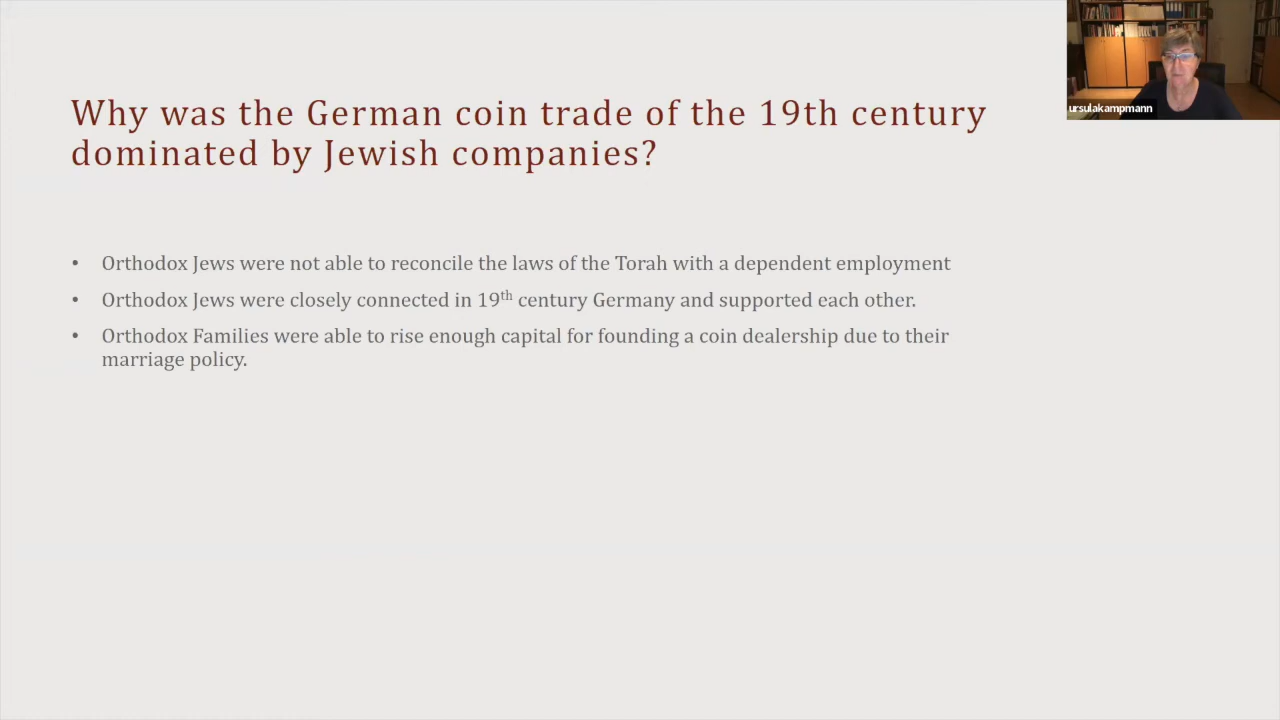 Why was the German coin trade of the 19th century
dominated by Jewish companies?
• Orthodox Jews were not able to reconcile the laws of the Torah with a dependent employment
• Orthodox Jews were closely connected in 19th century Germany and supported each other.
• Orthodox Families were able to rise enough capital for founding a coin dealership due to their
marriage policy.
ursulakampmann